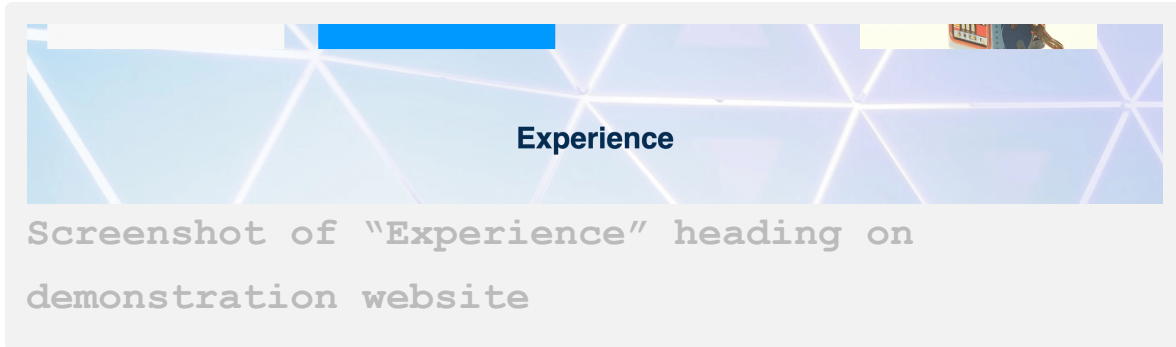 Experience
Screenshot of “Experience” heading on
demonstration website